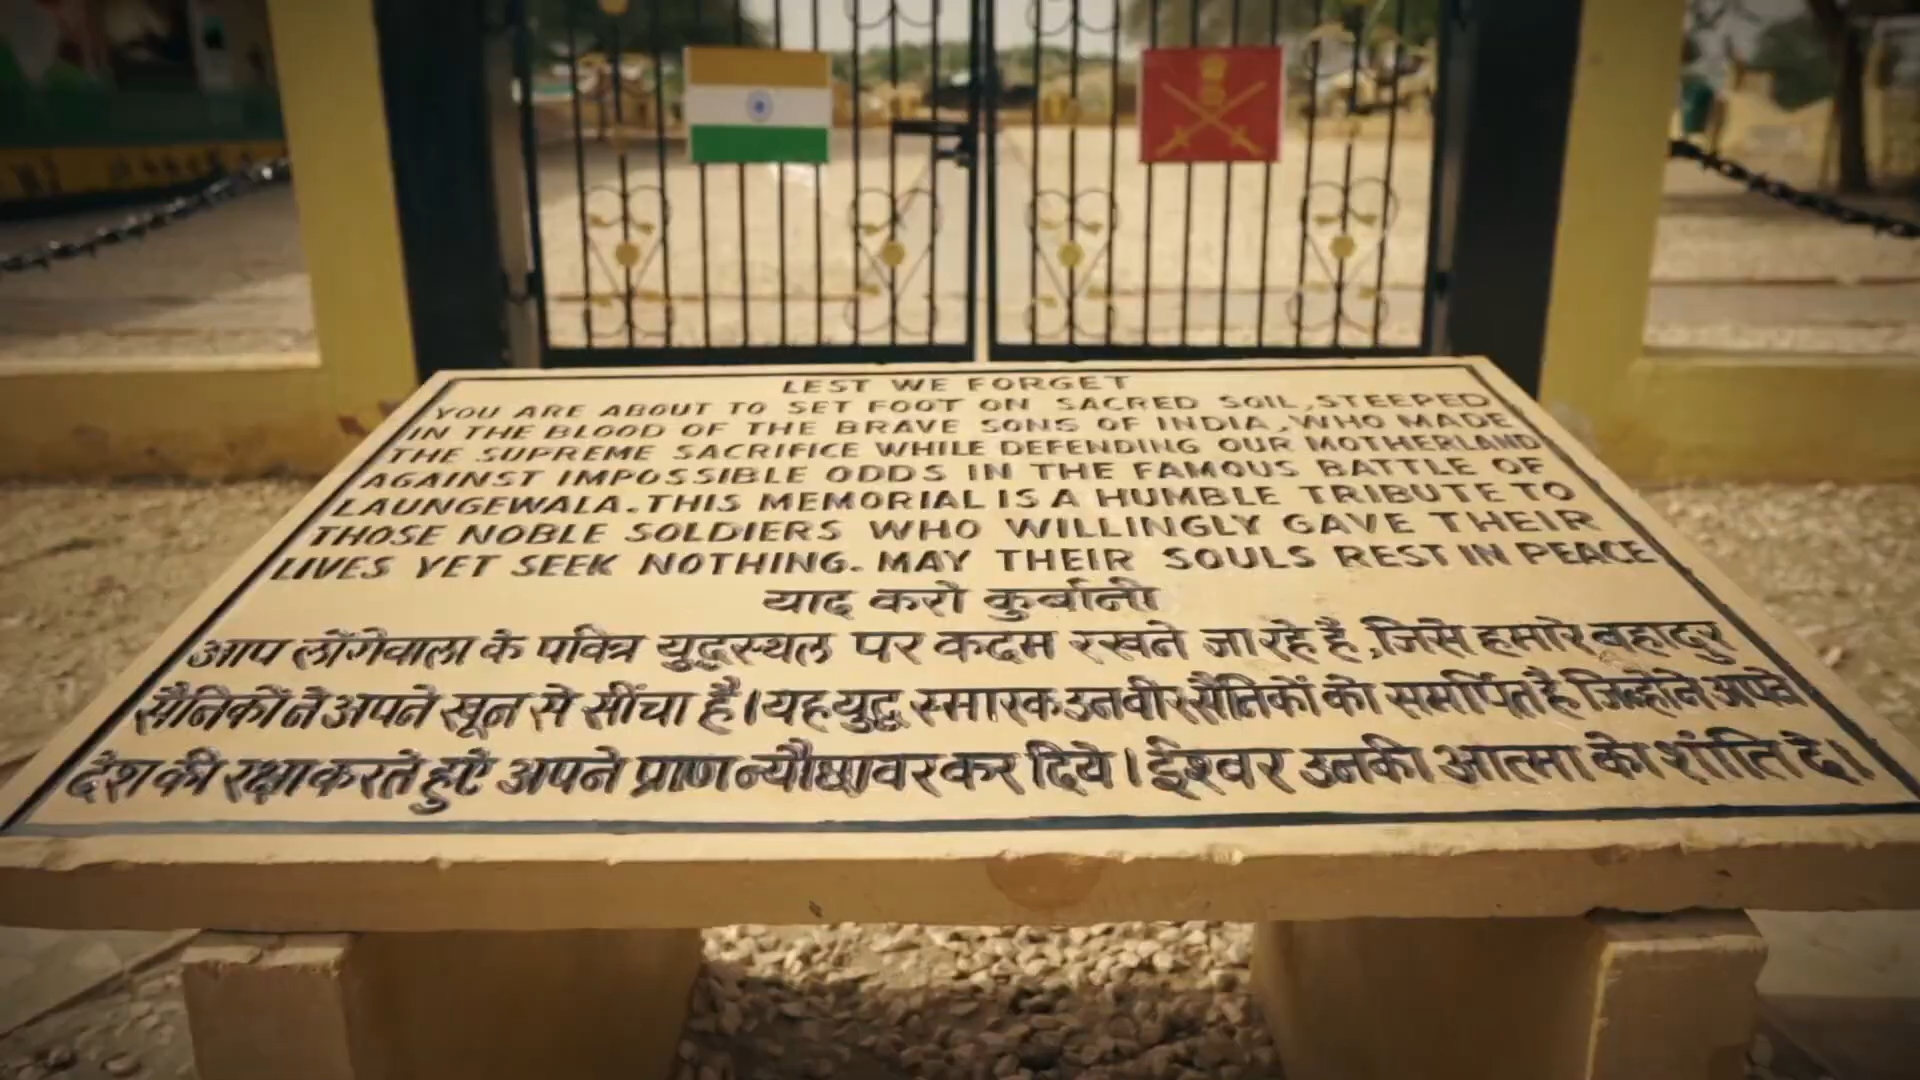 LEST WE FORGET
YOU ARE ABOUT TO SET FOOT ON SACRED SOIL, STEEPED
IN THE BLOOD OF THE BRAVE SONS OF INDIA, WHO MADE
THE SUPREME SACRIFICE WHILE DEFENDING OUR MOTHERLAND
AGAINST IMPOSSIBLE ODDS IN THE FAMOUS BATTLE OF
LAUNGEWALA. THIS MEMORIAL IS A HUMBLE TRIBUTE TO
THOSE NOBLE SOLDIERS WHO WILLINGLY GAVE THEIR
LIVES YET SEEK NOTHING. MAY THEIR SOULS REST IN PEACE
याद करो कुर्बानी
आप लोंगेवाला के पवित्र युद्धस्थल पर कदम रखने जा रहे है, जिसे हमारे बहादुर
सैनिकों ने अपने खून से सींचा है। यह युद्ध स्मारक उन वीर सैनिकों को समर्पित है जिन्होने अपने
देश की रक्षा करते हुऐ अपने प्राण न्यौछावर कर दिये। ईश्वर उनकी आत्मा को शांति दे।